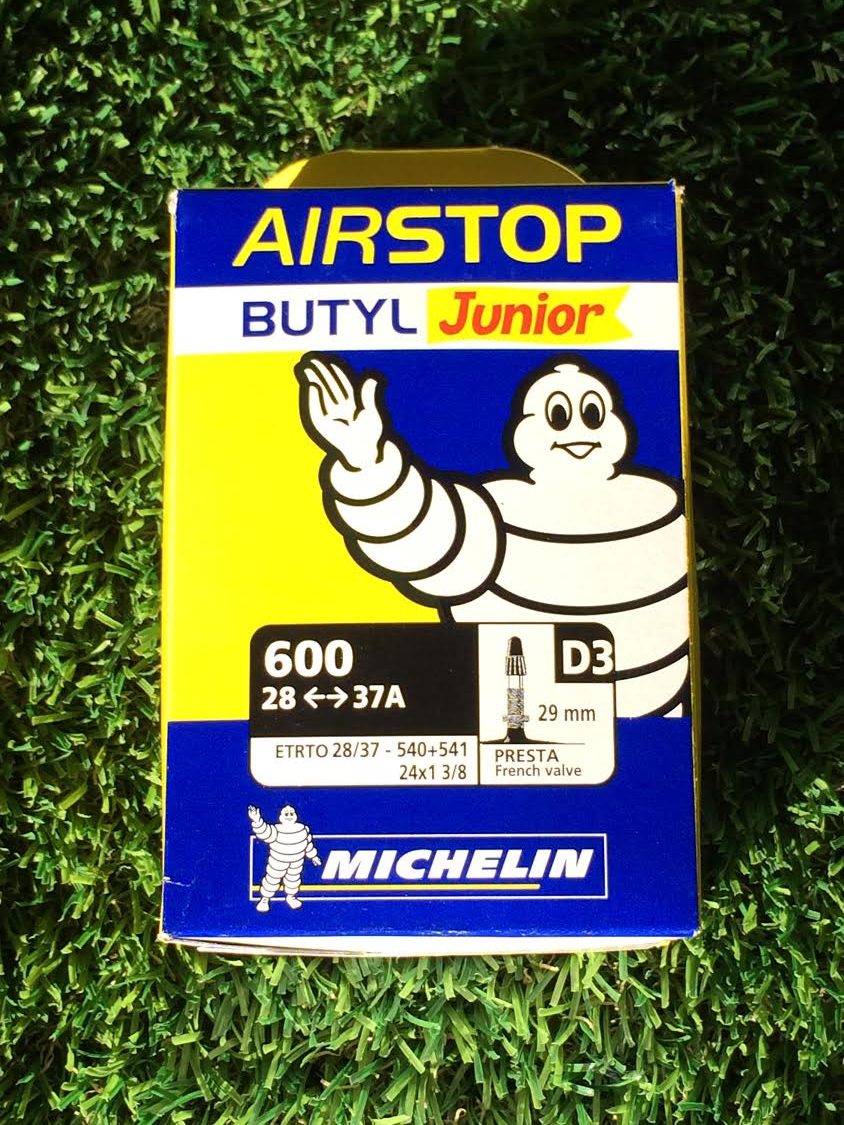 AIRSTOP
BUTYL Junior
600
28 ↔ 37A
ETRTO 28/37 - 540+541
24x1 3/8
D3
29 mm
PRESTA
French valve
MICHELIN